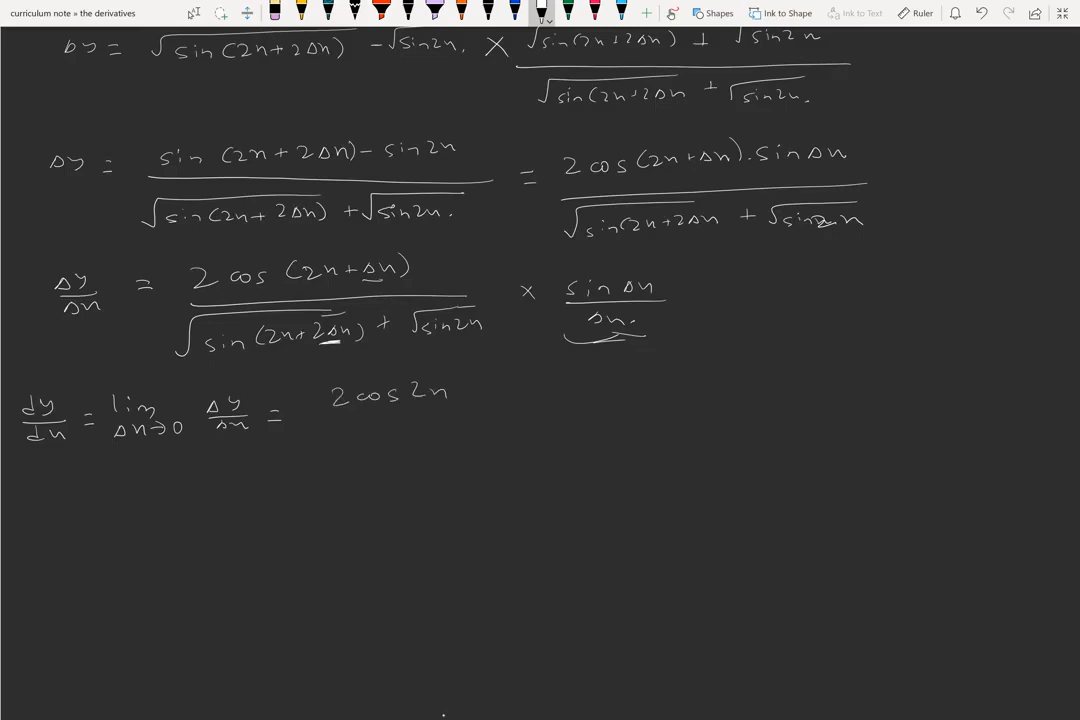 curriculum note » the derivatives Shapes Ink to Shape Ink to Text Ruler
Δy = √sin(2x+2Δx) - √sin2x. × (√sin(2x+2Δx) + √sin2x) / (√sin(2x+2Δx) + √sin2x.)
Δy = (sin(2x+2Δx) - sin2x) / (√sin(2x+2Δx) + √sin2x.) = (2cos(2x+Δx).sinΔx) / (√sin(2x+2Δx + √sin2x)
Δy/Δx = (2cos(2x+Δx)) / (√sin(2x+2Δx) + √sin2x) × (sinΔx) / (Δx.)
dy/dx = lim Δx→0 Δy/Δx = 2cos2x